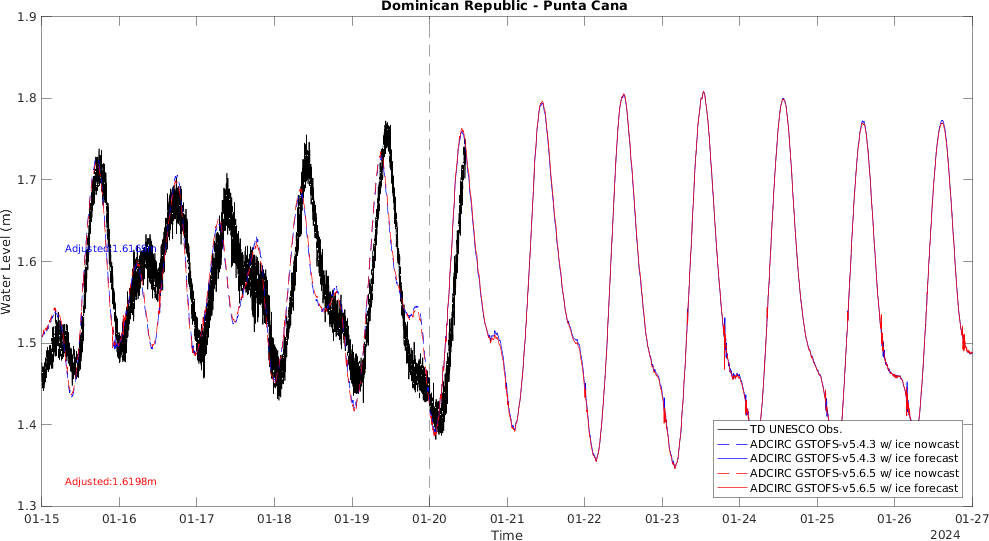 Dominican Republic - Punta Cana
1.9
1.8
1.7
1.6
1.5
1.4
1.3
Water Level (m)
Adjusted:1.6198m
TD UNESCO Obs.
ADCIRC GSTOFS-v5.4.3 w/ ice nowcast
ADCIRC GSTOFS-v5.4.3 w/ ice forecast
ADCIRC GSTOFS-v5.6.5 w/ ice nowcast
ADCIRC GSTOFS-v5.6.5 w/ ice forecast
01-15 01-16 01-17 01-18 01-19 01-20 01-21 01-22 01-23 01-24 01-25 01-26 01-27
Time
2024